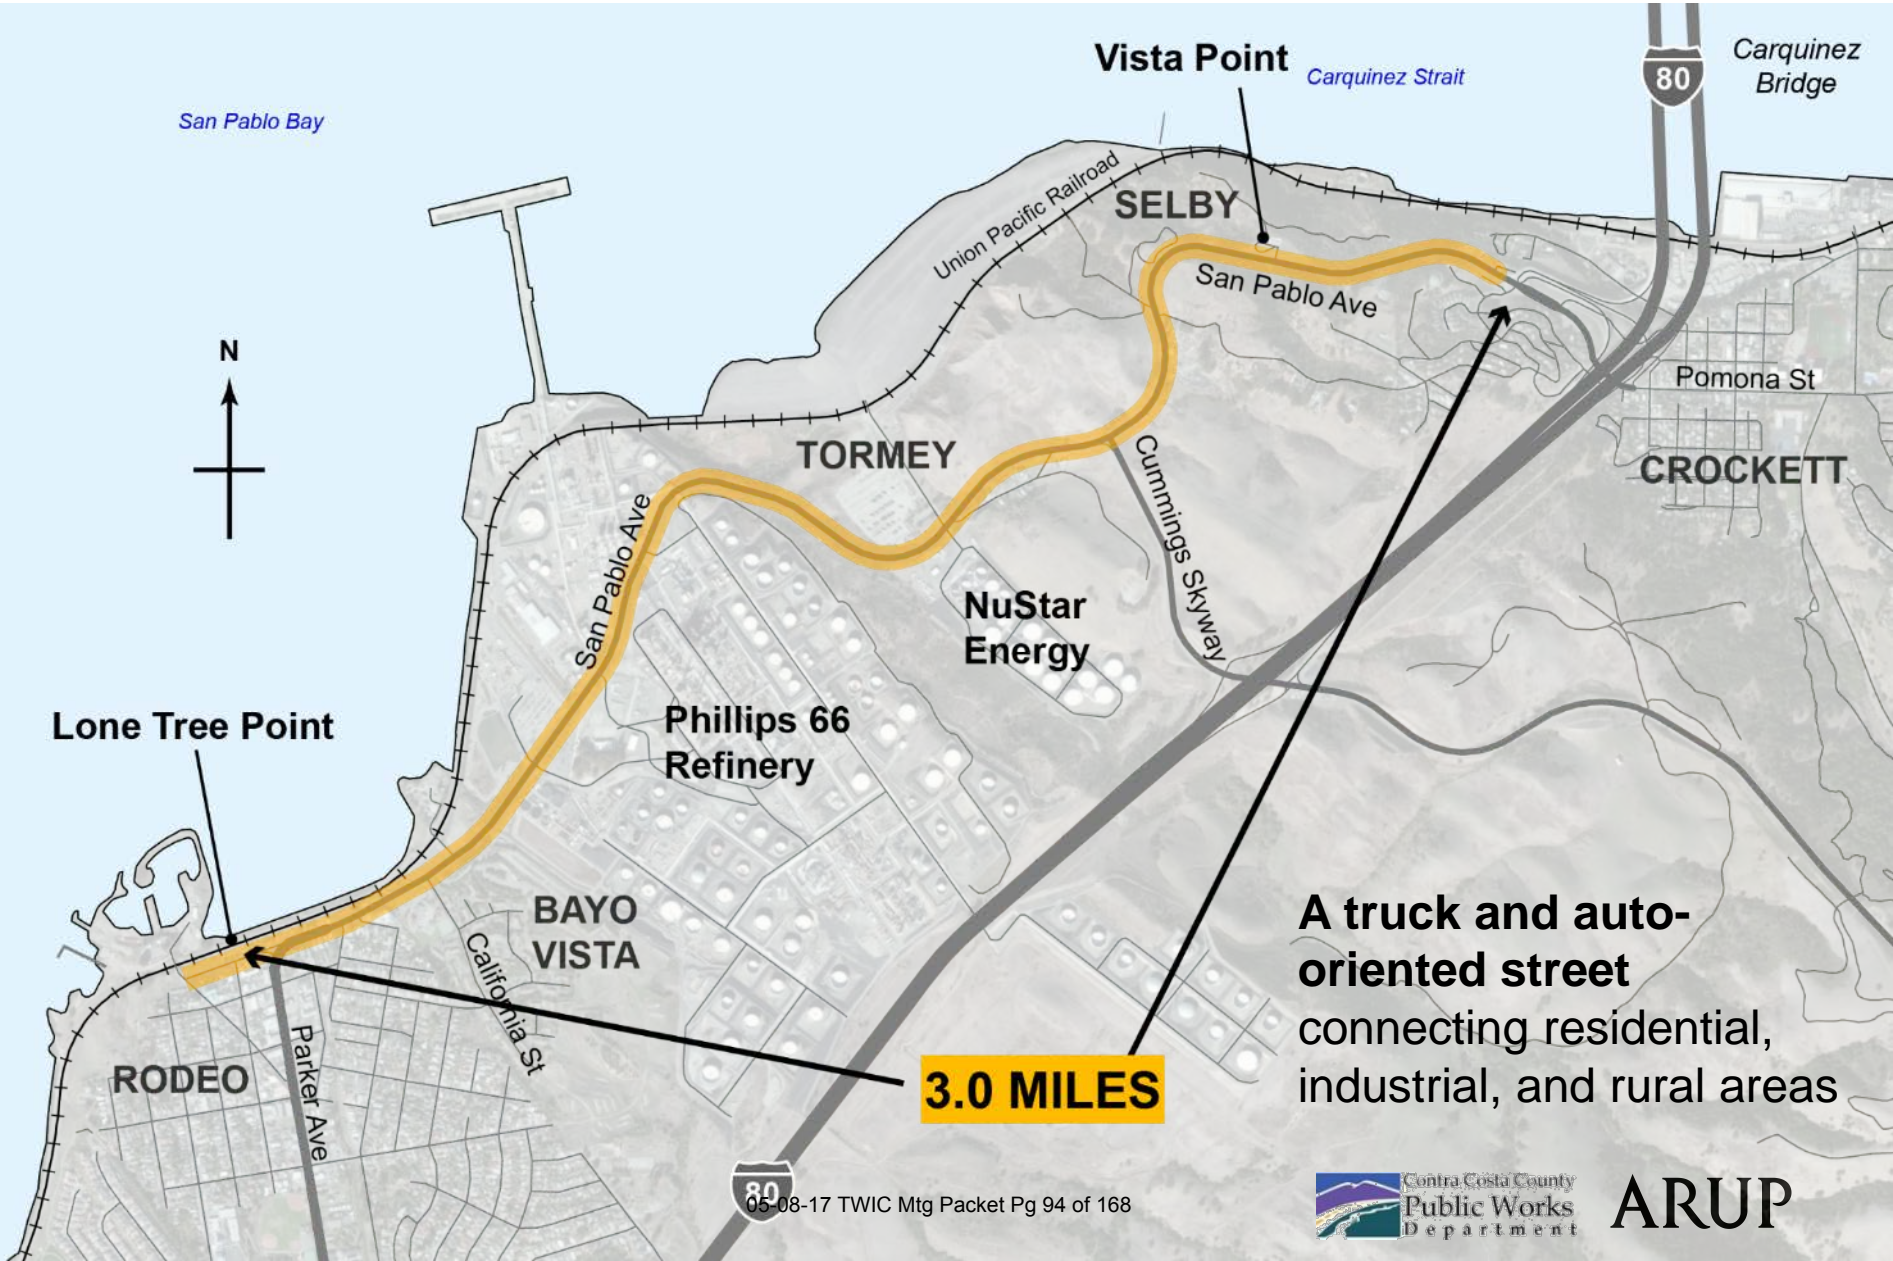 Vista Point
Carquinez Strait
80
Carquinez
Bridge
San Pablo Bay
Union Pacific Railroad
SELBY
San Pablo Ave
N
Pomona St
TORMEY
CROCKETT
Cummings Skyway
San Pablo Ave
NuStar
Energy
Lone Tree Point
Phillips 66
Refinery
BAYO
VISTA
California St
A truck and auto-
oriented street
connecting residential,
industrial, and rural areas
RODEO
Parker Ave
3.0 MILES
80
05-08-17 TWIC Mtg Packet Pg 94 of 168
Contra Costa County
Public Works
Department
ARUP